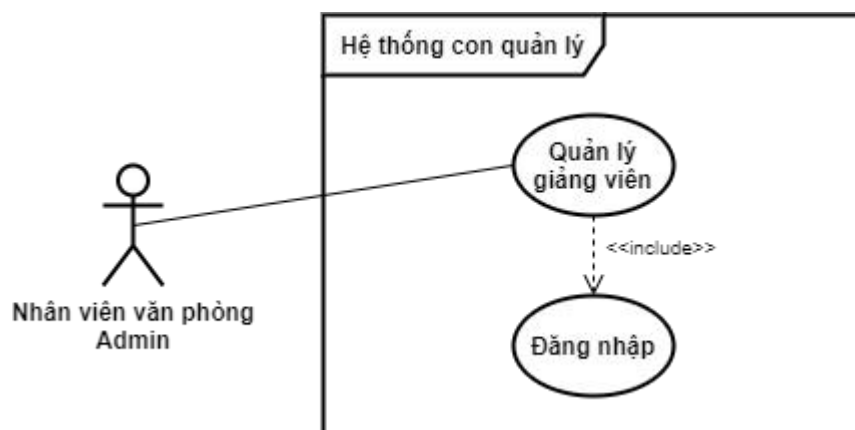 Hệ thống con quản lý
Quản lý
giảng viên
<<include>>
Nhân viên văn phòng
Admin
Đăng nhập